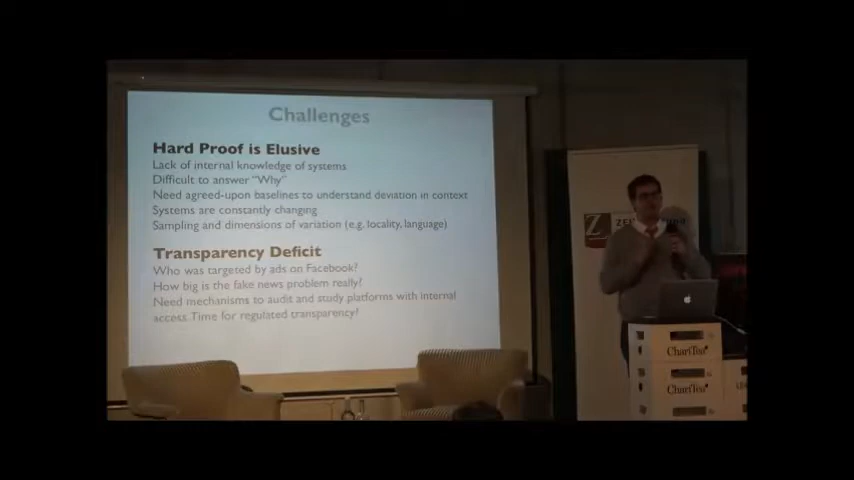 Challenges
Hard Proof is Elusive
Lack of internal knowledge of systems
Difficult to answer "Why"
Need agreed-upon baselines to understand deviation in context
Systems are constantly changing
Sampling and dimensions of variation (e.g. locality, language)
Transparency Deficit
Who was targeted by ads on Facebook?
How big is the fake news problem really?
Need mechanisms to audit and study platforms with internal
access. Time for regulated transparency?
Z
ChariTea
ChariTea